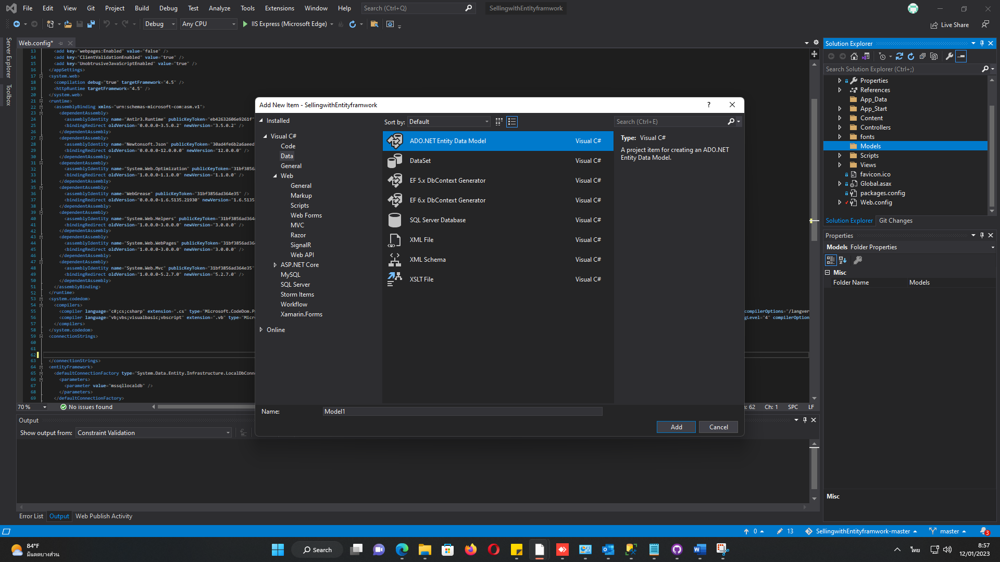 File Edit View Git Project Build Debug Test Analyze Tools Extensions Window Help Search (Ctrl+Q) SellingwithEntityframwork
Debug Any CPU IIS Express (Microsoft Edge) Live Share
Server Explorer
Toolbox
Web.config*
13 <add key="webpages:Enabled" value="false" />
14 <add key="ClientValidationEnabled" value="true" />
15 <add key="UnobtrusiveJavaScriptEnabled" value="true" />
16 </appSettings>
17 <system.web>
18 <compilation debug="true" targetFramework="4.5" />
19 <httpRuntime targetFramework="4.5" />
20 </system.web>
21 <runtime>
22 <assemblyBinding xmlns="urn:schemas-microsoft-com:asm.v1">
23 <dependentAssembly>
24 <assemblyIdentity name="Antlr3.Runtime" publicKeyToken="eb42632606e9261f"
25 <bindingRedirect oldVersion="0.0.0.0-3.5.0.2" newVersion="3.5.0.2" />
26 </dependentAssembly>
27 <dependentAssembly>
28 <assemblyIdentity name="Newtonsoft.Json" publicKeyToken="30ad4fe6b2a6aeed
29 <bindingRedirect oldVersion="0.0.0.0-12.0.0.0" newVersion="12.0.0.0" />
30 </dependentAssembly>
31 <dependentAssembly>
32 <assemblyIdentity name="System.Web.Optimization" publicKeyToken="31bf3856
33 <bindingRedirect oldVersion="0.0.0.0-1.1.0.0" newVersion="1.1.0.0" />
34 </dependentAssembly>
35 <dependentAssembly>
36 <assemblyIdentity name="WebGrease" publicKeyToken="31bf3856ad364e35" />
37 <bindingRedirect oldVersion="0.0.0.0-1.6.5135.21930" newVersion="1.6.5135
38 </dependentAssembly>
39 <dependentAssembly>
40 <assemblyIdentity name="System.Web.Helpers" publicKeyToken="31bf3856ad364
41 <bindingRedirect oldVersion="1.0.0.0-3.0.0.0" newVersion="3.0.0.0" />
42 </dependentAssembly>
43 <dependentAssembly>
44 <assemblyIdentity name="System.Web.WebPages" publicKeyToken="31bf3856ad36
45 <bindingRedirect oldVersion="1.0.0.0-3.0.0.0" newVersion="3.0.0.0" />
46 </dependentAssembly>
47 <dependentAssembly>
48 <assemblyIdentity name="System.Web.Mvc" publicKeyToken="31bf3856ad364e35"
49 <bindingRedirect oldVersion="1.0.0.0-5.2.7.0" newVersion="5.2.7.0" />
50 </dependentAssembly>
51 </assemblyBinding>
52 </runtime>
53 <system.codedom>
54 <compilers>
55 <compiler language="c#;cs;csharp" extension=".cs" type="Microsoft.CodeDom.P compilerOptions="/langver
56 <compiler language="vb;vbs;visualbasic;vbscript" extension=".vb" type="Micr gLevel="4" compilerOption
57 </compilers>
58 </system.codedom>
59 <connectionStrings>
60
61
62
63 </connectionStrings>
64 <entityFramework>
65 <defaultConnectionFactory type="System.Data.Entity.Infrastructure.LocalDbConn
66 <parameters>
67 <parameter value="mssqllocaldb" />
68 </parameters>
69 </defaultConnectionFactory>
70 % No issues found : 62 Ch: 1 SPC LF
Add New Item - SellingwithEntityframwork ?
Installed
Visual C#
Code
Data
General
Web
General
Markup
Scripts
Web Forms
MVC
Razor
SignalR
Web API
ASP.NET Core
MySQL
SQL Server
Storm Items
Workflow
Xamarin.Forms
Online
Sort by: Default
Search (Ctrl+E)
ADO.NET Entity Data Model Visual C#
DataSet Visual C#
EF 5.x DbContext Generator Visual C#
EF 6.x DbContext Generator Visual C#
SQL Server Database Visual C#
XML File Visual C#
XML Schema Visual C#
XSLT File Visual C#
Type: Visual C#
A project item for creating an ADO.NET
Entity Data Model.
Name: Model1
Add Cancel
Solution Explorer
Search Solution Explorer (Ctrl+;)
Properties
References
App_Data
App_Start
Content
Controllers
fonts
Models
Scripts
Views
favicon.ico
Global.asax
packages.config
Web.config
Solution Explorer Git Changes
Properties
Models Folder Properties
Misc
Folder Name Models
Misc
Output
Show output from: Constraint Validation
Error List Output Web Publish Activity
0 13 SellingwithEntityframwork-master master 3
84°F
มีแดดบางส่วน
Search
ไทย
8:57
12/01/2023